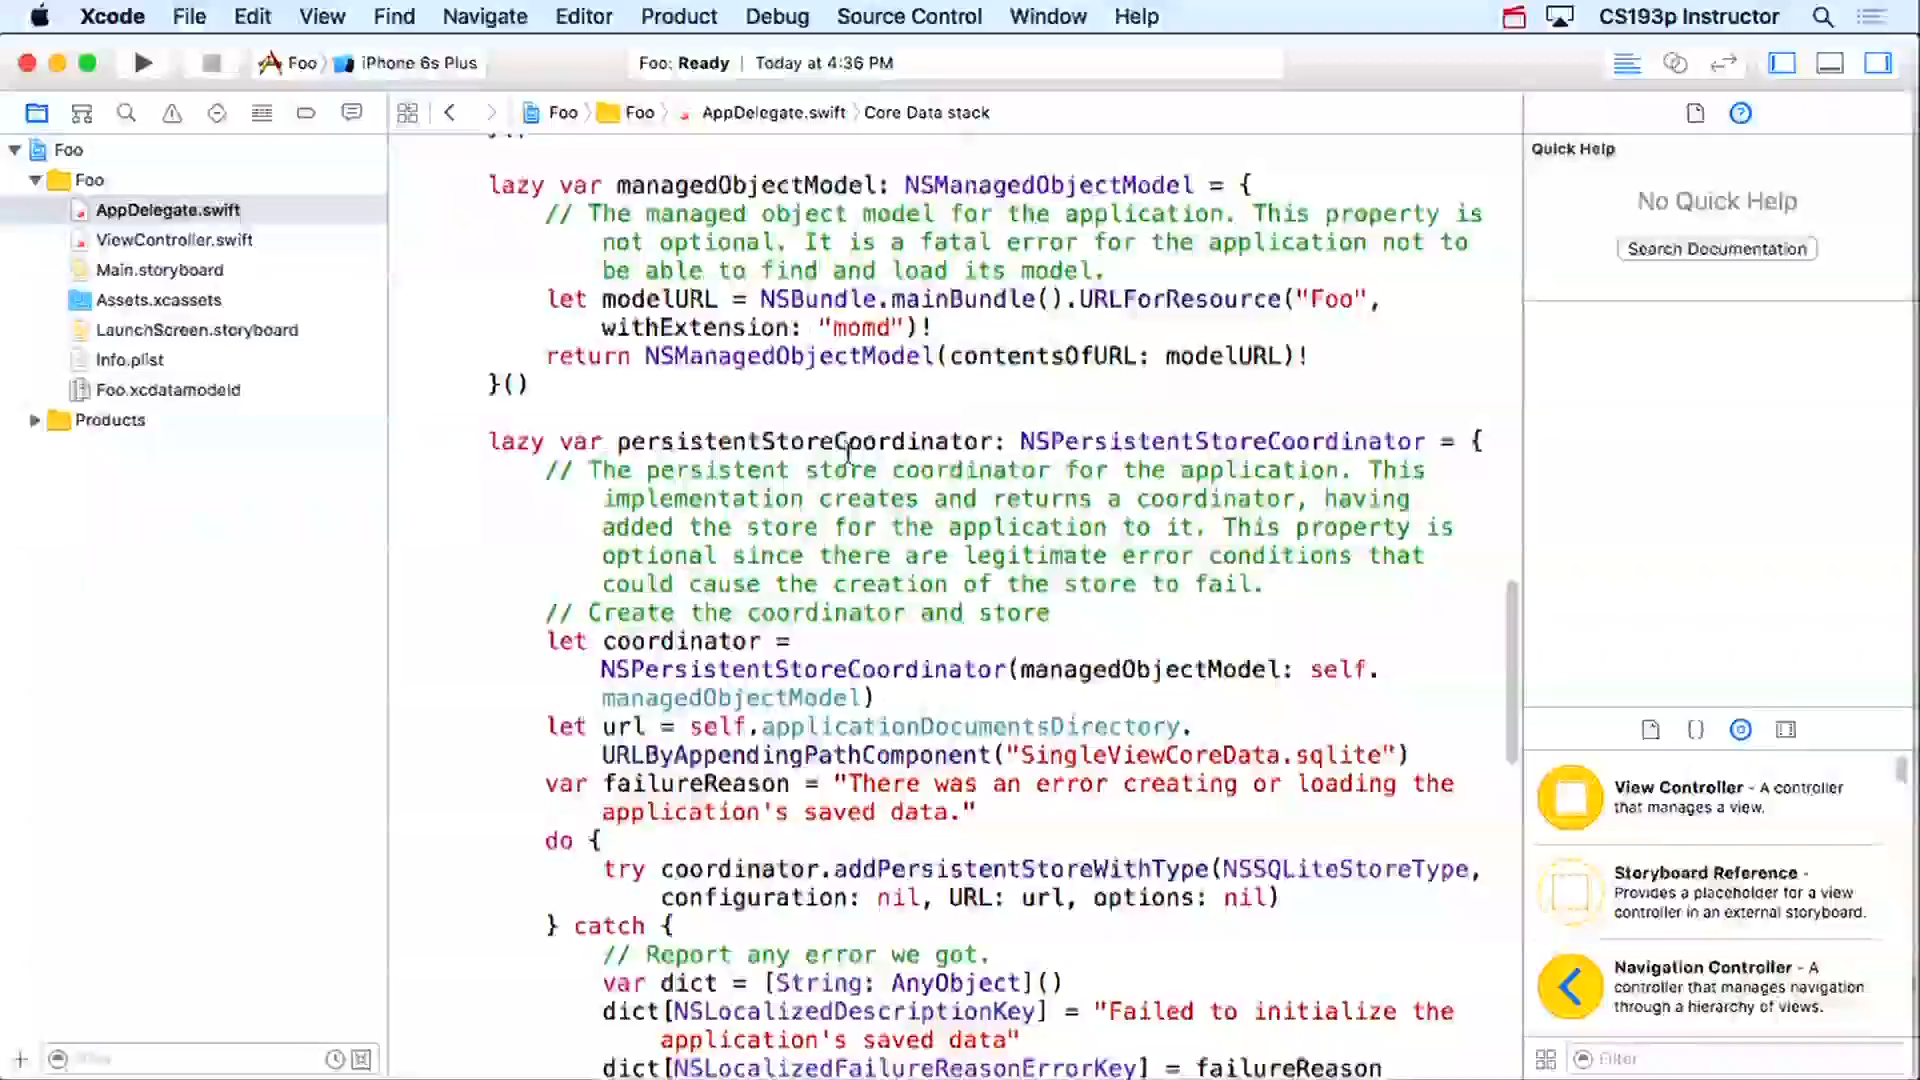 Xcode File Edit View Find Navigate Editor Product Debug Source Control Window Help CS193p Instructor
Foo iPhone 6s Plus Foo: Ready | Today at 4:36 PM
Foo Foo AppDelegate.swift Core Data stack
Foo
Foo
AppDelegate.swift
ViewController.swift
Main.storyboard
Assets.xcassets
LaunchScreen.storyboard
Info.plist
Foo.xcdatamodeld
Products
lazy var managedObjectModel: NSManagedObjectModel = {
// The managed object model for the application. This property is
not optional. It is a fatal error for the application not to
be able to find and load its model.
let modelURL = NSBundle.mainBundle().URLForResource("Foo",
withExtension: "momd")!
return NSManagedObjectModel(contentsOfURL: modelURL)!
}()
lazy var persistentStoreCoordinator: NSPersistentStoreCoordinator = {
// The persistent store coordinator for the application. This
implementation creates and returns a coordinator, having
added the store for the application to it. This property is
optional since there are legitimate error conditions that
could cause the creation of the store to fail.
// Create the coordinator and store
let coordinator =
NSPersistentStoreCoordinator(managedObjectModel: self.
managedObjectModel)
let url = self.applicationDocumentsDirectory.
URLByAppendingPathComponent("SingleViewCoreData.sqlite")
var failureReason = "There was an error creating or loading the
application's saved data."
do {
try coordinator.addPersistentStoreWithType(NSSQLiteStoreType,
configuration: nil, URL: url, options: nil)
} catch {
// Report any error we got.
var dict = [String: AnyObject]()
dict[NSLocalizedDescriptionKey] = "Failed to initialize the
application's saved data"
dict[NSLocalizedFailureReasonErrorKey] = failureReason
Quick Help
No Quick Help
Search Documentation
View Controller - A controller
that manages a view.
Storyboard Reference -
Provides a placeholder for a view
controller in an external storyboard.
Navigation Controller - A
controller that manages navigation
through a hierarchy of views.
Filter